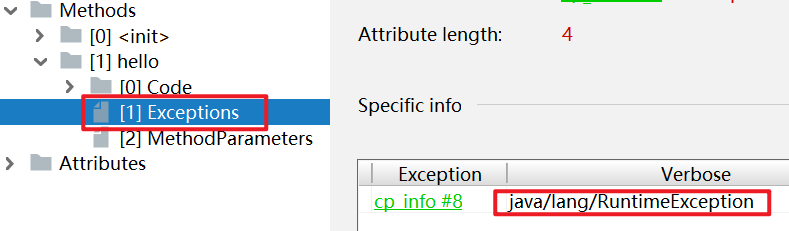 Methods
[0] <init>
[1] hello
[0] Code
[1] Exceptions
[2] MethodParameters
Attributes
Attribute length: 4
Specific info
Exception Verbose
cp_info #8 java/lang/RuntimeException